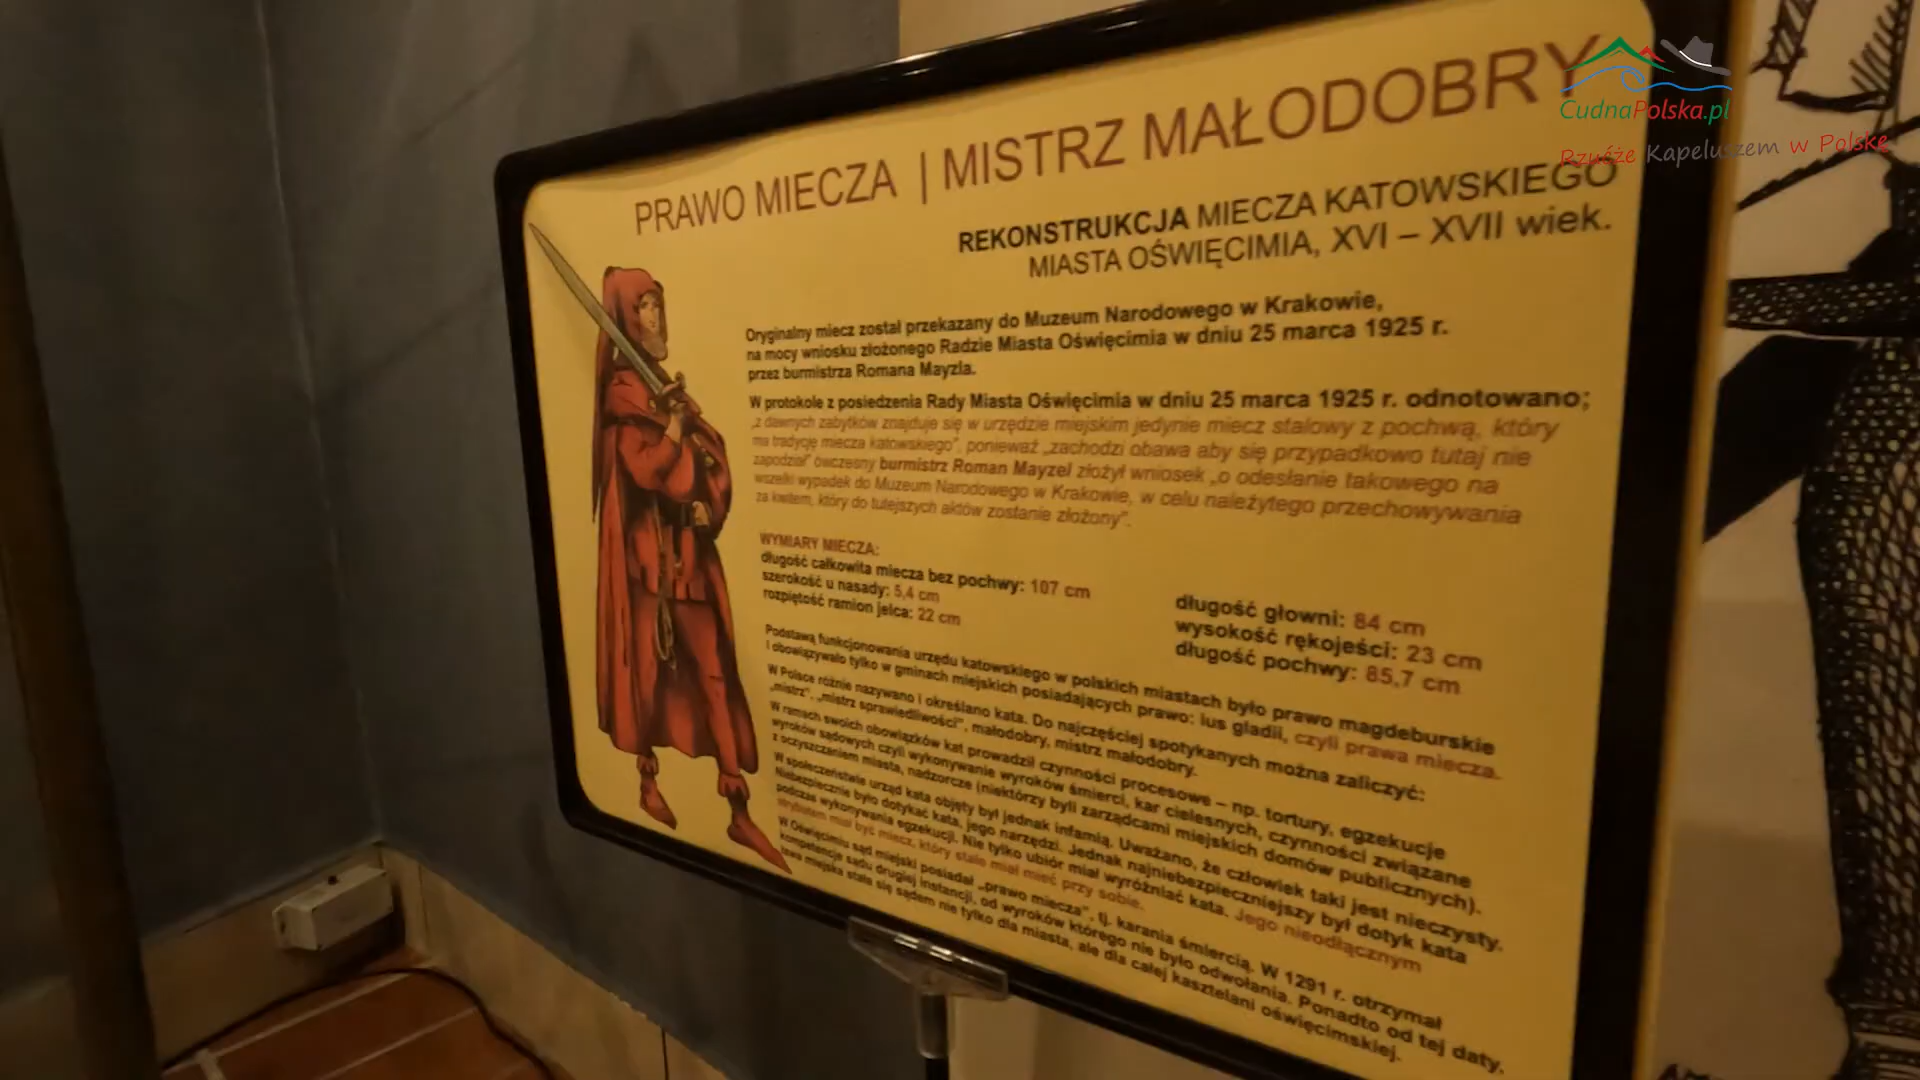 CudnaPolska.pl
Rzućże Kapeluszem w Polskę
PRAWO MIECZA | MISTRZ MAŁODOBRY
REKONSTRUKCJA MIECZA KATOWSKIEGO
MIASTA OŚWIĘCIMIA, XVI – XVII wiek.
Oryginalny miecz został przekazany do Muzeum Narodowego w Krakowie,
na mocy wniosku złożonego Radzie Miasta Oświęcimia w dniu 25 marca 1925 r.
przez burmistrza Romana Mayzla.
W protokole z posiedzenia Rady Miasta Oświęcimia w dniu 25 marca 1925 r. odnotowano;
„z dawnych zabytków znajduje się w urzędzie miejskim jedynie miecz stalowy z pochwą, który
ma tradycję miecza katowskiego", ponieważ „zachodzi obawa aby się przypadkowo tutaj nie
zapodział" ówczesny burmistrz Roman Mayzel złożył wniosek „o odesłanie takowego na
wszelki wypadek do Muzeum Narodowego w Krakowie, w celu należytego przechowywania
za kwitem, który do tutejszych aktów zostanie złożony".
WYMIARY MIECZA:
długość całkowita miecza bez pochwy: 107 cm
szerokość u nasady: 5,4 cm
rozpiętość ramion jelca: 22 cm
długość głowni: 84 cm
wysokość rękojeści: 23 cm
długość pochwy: 85,7 cm
Podstawą funkcjonowania urzędu katowskiego w polskich miastach było prawo magdeburskie
i obowiązywało tylko w gminach miejskich posiadających prawo: ius gladii, czyli prawa miecza.
W Polsce różnie nazywano i określano kata. Do najczęściej spotykanych można zaliczyć:
„mistrz", „mistrz sprawiedliwości", małodobry, mistrz małodobry.
W ramach swoich obowiązków kat prowadził czynności procesowe – np. tortury, egzekucje
wyroków sądowych czyli wykonywanie wyroków śmierci, kar cielesnych, czynności związane
z oczyszczaniem miasta, nadzorcze (niektórzy byli zarządcami miejskich domów publicznych).
W społeczeństwie urząd kata objęty był jednak infamią. Uważano, że człowiek taki jest nieczysty.
Niebezpiecznie było dotykać kata, jego narzędzi. Jednak najniebezpieczniejszy był dotyk kata
podczas wykonywania egzekucji. Nie tylko ubiór miał wyróżniać kata. Jego nieodłącznym
atrybutem miał być miecz, który stale miał mieć przy sobie.
W Oświęcimiu sąd miejski posiadał „prawo miecza", tj. karania śmiercią. W 1291 r. otrzymał
kompetencje sądu drugiej instancji, od wyroków którego nie było odwołania. Ponadto od tej daty,
ława miejska stała się sądem nie tylko dla miasta, ale dla całej kasztelani oświęcimskiej.